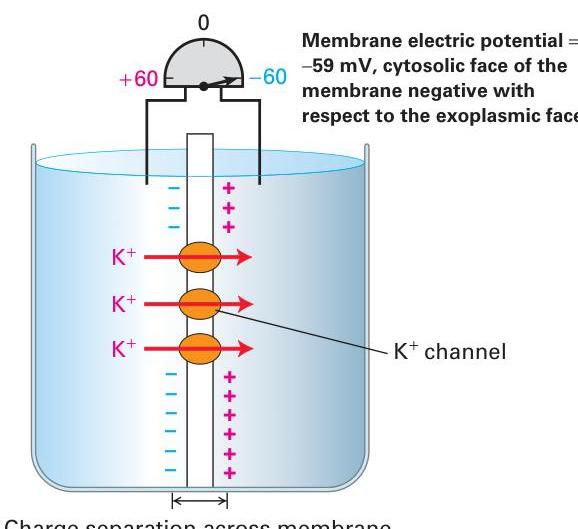 0
+60
−60
Membrane electric potential =
−59 mV, cytosolic face of the
membrane negative with
respect to the exoplasmic face
K+
K+
K+
K+ channel
Charge separation across membrane